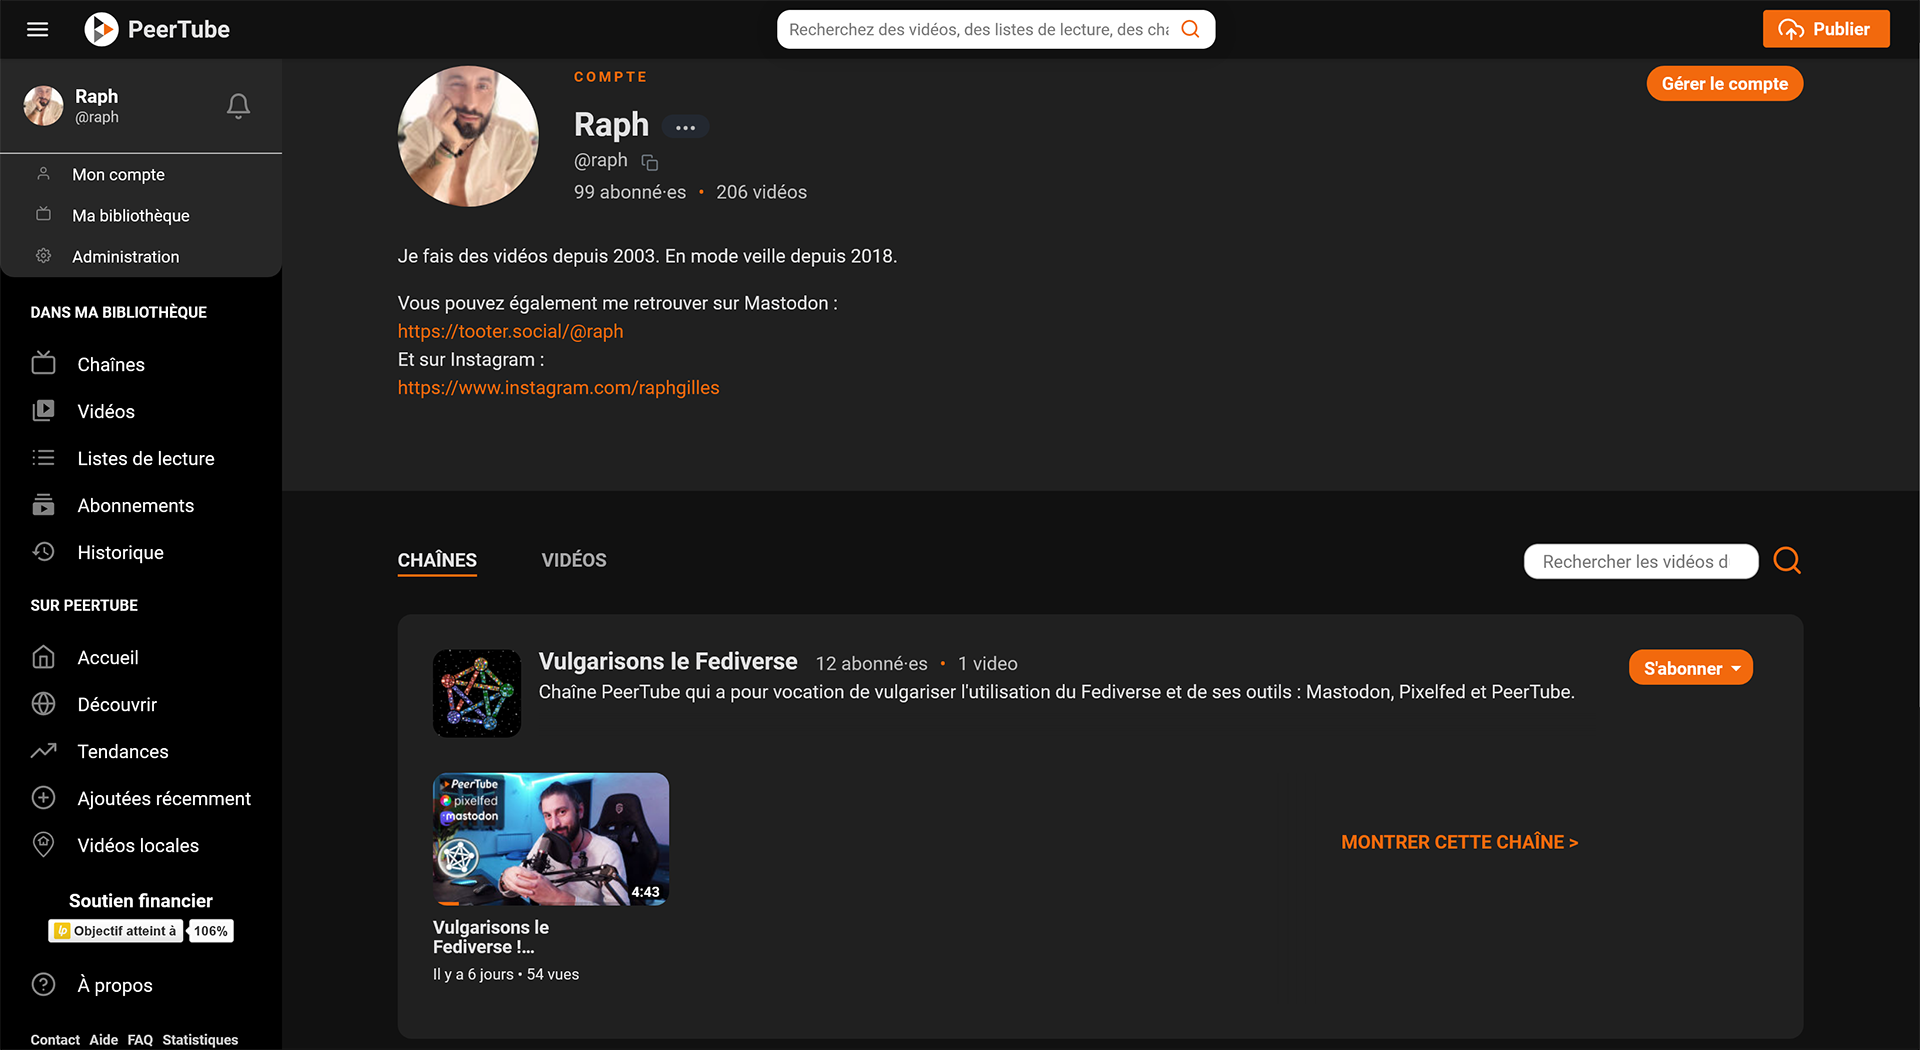 PeerTube
Recherchez des vidéos, des listes de lecture, des cha
Publier
Raph
@raph
Mon compte
Ma bibliothèque
Administration
DANS MA BIBLIOTHÈQUE
Chaînes
Vidéos
Listes de lecture
Abonnements
Historique
SUR PEERTUBE
Accueil
Découvrir
Tendances
Ajoutées récemment
Vidéos locales
Soutien financier
lp Objectif atteint à 106%
À propos
Contact Aide FAQ Statistiques
COMPTE
Gérer le compte
Raph ...
@raph
99 abonné·es • 206 vidéos
Je fais des vidéos depuis 2003. En mode veille depuis 2018.
Vous pouvez également me retrouver sur Mastodon :
https://tooter.social/@raph
Et sur Instagram :
https://www.instagram.com/raphgilles
CHAÎNES VIDÉOS
Rechercher les vidéos d
Vulgarisons le Fediverse 12 abonné·es • 1 video
S'abonner
Chaîne PeerTube qui a pour vocation de vulgariser l'utilisation du Fediverse et de ses outils : Mastodon, Pixelfed et PeerTube.
PeerTube
pixelfed
mastodon
4:43
MONTRER CETTE CHAÎNE >
Vulgarisons le
Fediverse !...
Il y a 6 jours • 54 vues